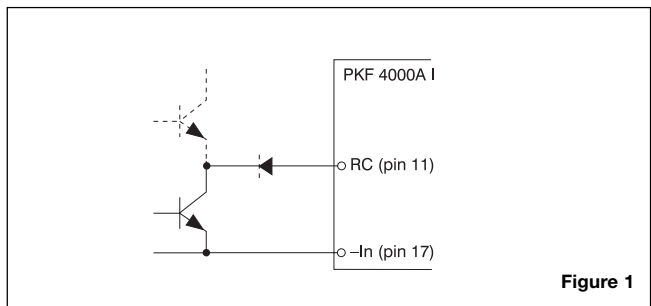 PKF 4000A I
RC (pin 11)
–In (pin 17)
Figure 1